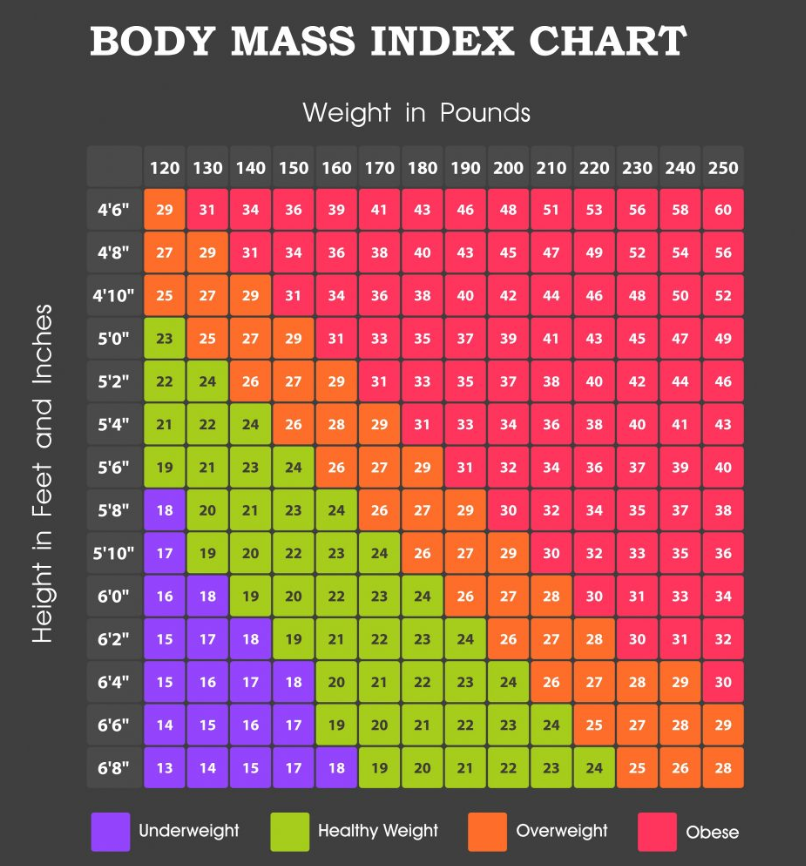 BODY MASS INDEX CHART
Weight in Pounds
120 130 140 150 160 170 180 190 200 210 220 230 240 250
4'6" 29 31 34 36 39 41 43 46 48 51 53 56 58 60
4'8" 27 29 31 34 36 38 40 43 45 47 49 52 54 56
4'10" 25 27 29 31 34 36 38 40 42 44 46 48 50 52
5'0" 23 25 27 29 31 33 35 37 39 41 43 45 47 49
5'2" 22 24 26 27 29 31 33 35 37 38 40 42 44 46
5'4" 21 22 24 26 28 29 31 33 34 36 38 40 41 43
5'6" 19 21 23 24 26 27 29 31 32 34 36 37 39 40
5'8" 18 20 21 23 24 26 27 29 30 32 34 35 37 38
5'10" 17 19 20 22 23 24 26 27 29 30 32 33 35 36
6'0" 16 18 19 20 22 23 24 26 27 28 30 31 33 34
6'2" 15 17 18 19 21 22 23 24 26 27 28 30 31 32
6'4" 15 16 17 18 20 21 22 23 24 26 27 28 29 30
6'6" 14 15 16 17 19 20 21 22 23 24 25 27 28 29
6'8" 13 14 15 17 18 19 20 21 22 23 24 25 26 28
Height in Feet and Inches
Underweight Healthy Weight Overweight Obese